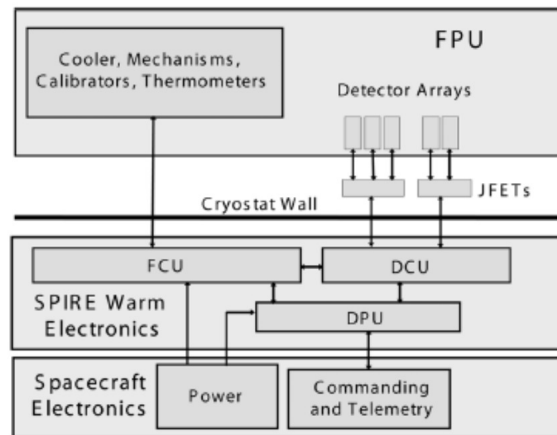 FPU
Cooler, Mechanisms,
Calibrators, Thermometers
Detector Arrays
JFETs
Cryostat Wall
FCU
DCU
SPIRE Warm
Electronics
DPU
Spacecraft
Electronics
Power
Commanding
and Telemetry